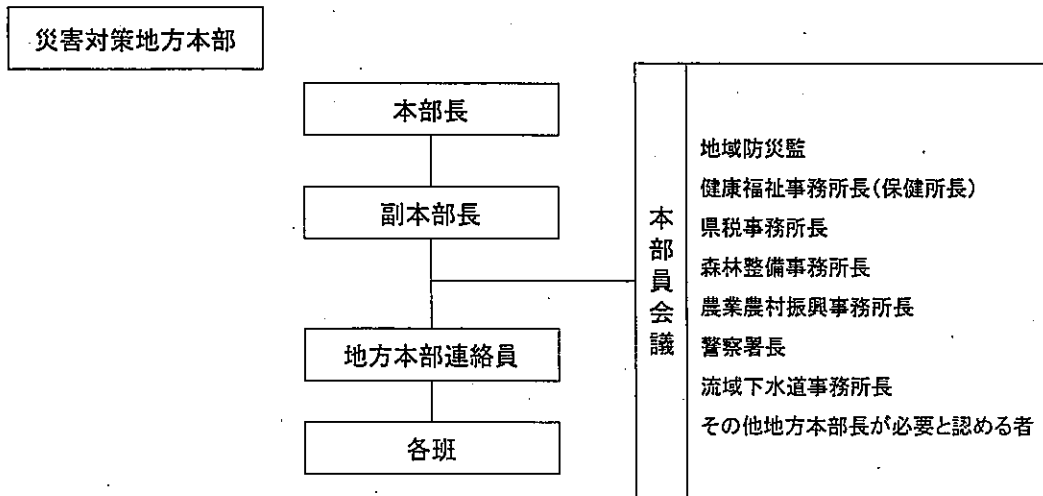 災害対策地方本部
本部長
副本部長
地方本部連絡員
各班
本部員会議
地域防災監
健康福祉事務所長(保健所長)
県税事務所長
森林整備事務所長
農業農村振興事務所長
警察署長
流域下水道事務所長
その他地方本部長が必要と認める者